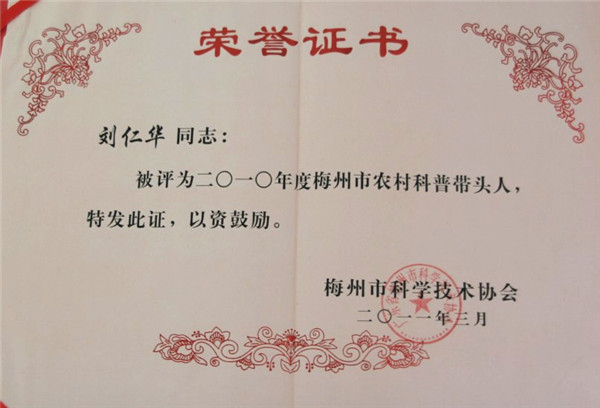 荣誉证书
刘仁华 同志：
被评为二〇一〇年度梅州市农村科普带头人，
特发此证，以资鼓励。
梅州市科学技术协会
二〇一一年三月